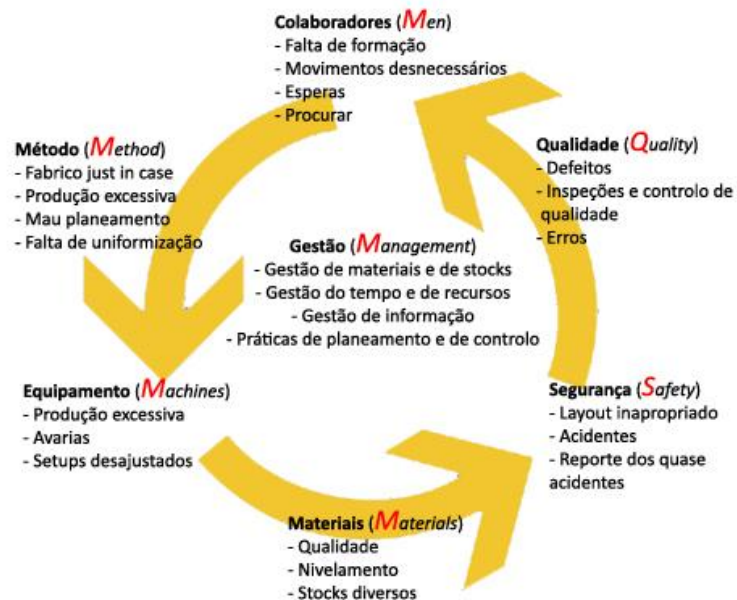 Colaboradores (Men)
- Falta de formação
- Movimentos desnecessários
- Esperas
- Procurar
Método (Method)
- Fabrico just in case
- Produção excessiva
- Mau planeamento
- Falta de uniformização
Qualidade (Quality)
- Defeitos
- Inspeções e controlo de
qualidade
- Erros
Gestão (Management)
- Gestão de materiais e de stocks
- Gestão do tempo e de recursos
- Gestão de informação
- Práticas de planeamento e de controlo
Equipamento (Machines)
- Produção excessiva
- Avarias
- Setups desajustados
Segurança (Safety)
- Layout inapropriado
- Acidentes
- Reporte dos quase
acidentes
Materiais (Materials)
- Qualidade
- Nivelamento
- Stocks diversos